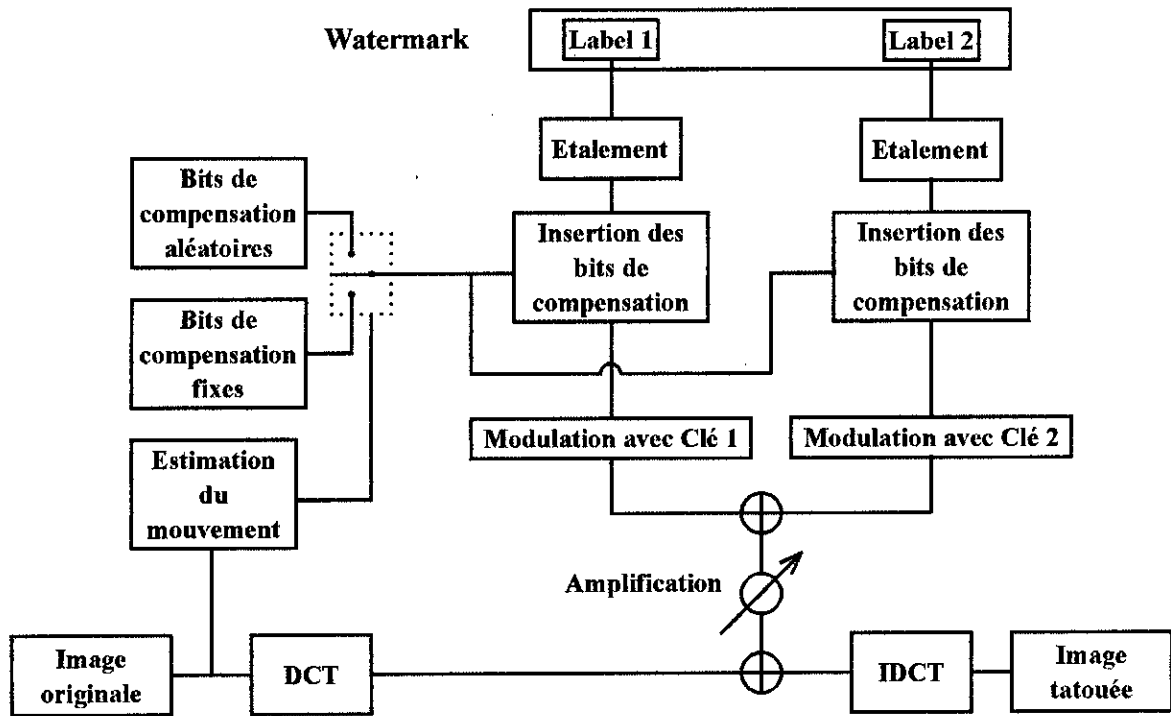 Watermark
Label 1
Label 2
Etalement
Etalement
Bits de
compensation
aléatoires
Insertion des
bits de
compensation
Insertion des
bits de
compensation
Bits de
compensation
fixes
Modulation avec Clé 1
Modulation avec Clé 2
Estimation
du
mouvement
Amplification
Image
originale
DCT
IDCT
Image
tatouée